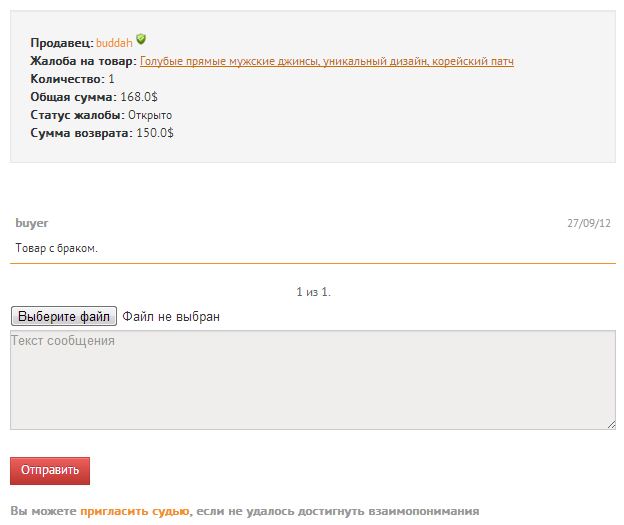 Продавец: buddah
Жалоба на товар: Голубые прямые мужские джинсы, уникальный дизайн, корейский патч
Количество: 1
Общая сумма: 168.0$
Статус жалобы: Открыто
Сумма возврата: 150.0$
buyer 27/09/12
Товар с браком.
1 из 1.
Выберите файл Файл не выбран
Текст сообщения
Отправить
Вы можете пригласить судью, если не удалось достигнуть взаимопонимания